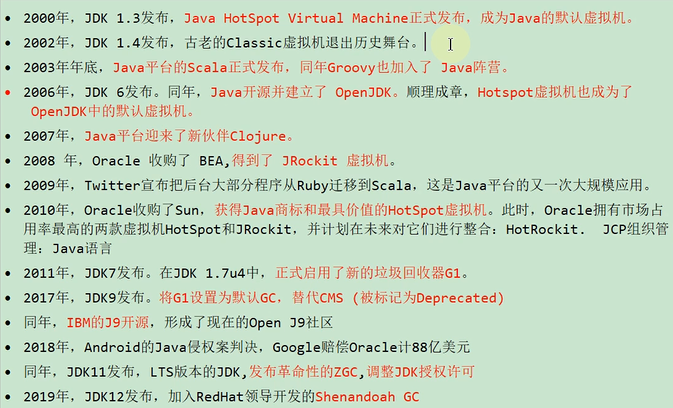 • 2000年，JDK 1.3发布，Java HotSpot Virtual Machine正式发布，成为Java的默认虚拟机。
• 2002年，JDK 1.4发布，古老的Classic虚拟机退出历史舞台。
• 2003年年底，Java平台的Scala正式发布，同年Groovy也加入了 Java阵营。
• 2006年，JDK 6发布。同年，Java开源并建立了 OpenJDK。顺理成章，Hotspot虚拟机也成为了
OpenJDK中的默认虚拟机。
• 2007年，Java平台迎来了新伙伴Clojure。
• 2008 年，Oracle 收购了 BEA,得到了 JRockit 虚拟机。
• 2009年，Twitter宣布把后台大部分程序从Ruby迁移到Scala，这是Java平台的又一次大规模应用。
• 2010年，Oracle收购了Sun，获得Java商标和最具价值的HotSpot虚拟机。此时，Oracle拥有市场占
用率最高的两款虚拟机HotSpot和JRockit，并计划在未来对它们进行整合：HotRockit. JCP组织管
理：Java语言
• 2011年，JDK7发布。在JDK 1.7u4中，正式启用了新的垃圾回收器G1。
• 2017年，JDK9发布。将G1设置为默认GC，替代CMS (被标记为Deprecated)
• 同年，IBM的J9开源，形成了现在的Open J9社区
• 2018年，Android的Java侵权案判决，Google赔偿Oracle计88亿美元
• 同年，JDK11发布，LTS版本的JDK,发布革命性的ZGC,调整JDK授权许可
• 2019年，JDK12发布，加入RedHat领导开发的Shenandoah GC